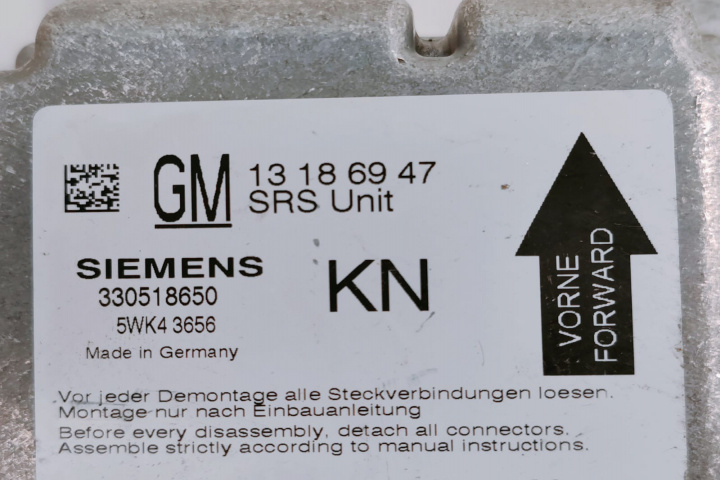 GM 13 18 69 47
SRS Unit
SIEMENS
330518650
5WK4 3656
Made in Germany
KN
VORNE
FORWARD
Vor jeder Demontage alle Steckverbindungen loesen.
Montage nur nach Einbauanleitung
Before every disassembly, detach all connectors.
Assemble strictly according to manual instructions.